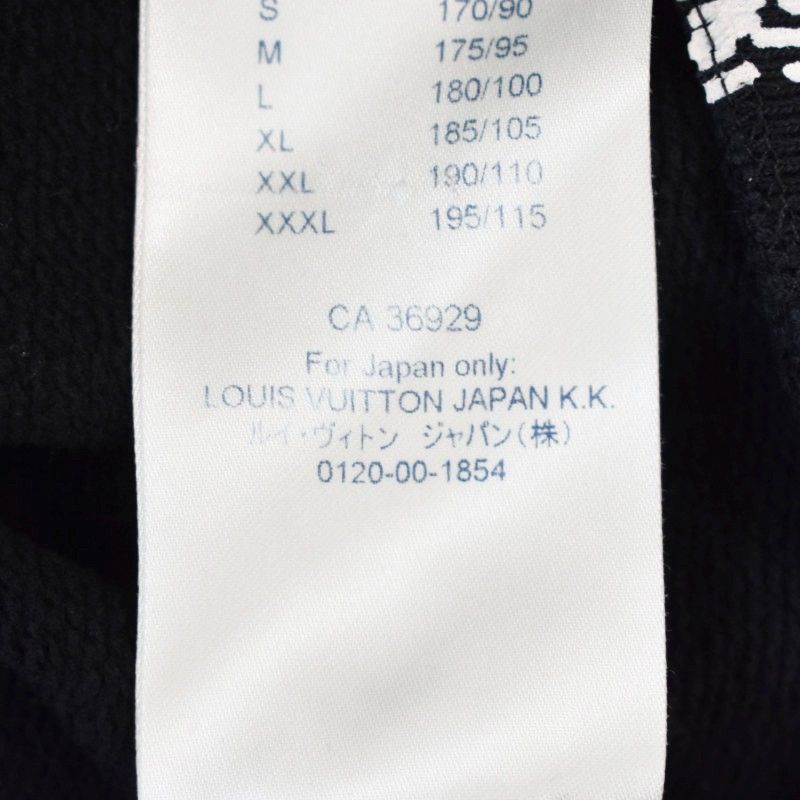 S 170/90
M 175/95
L 180/100
XL 185/105
XXL 190/110
XXXL 195/115
CA 36929
For Japan only:
LOUIS VUITTON JAPAN K.K.
ルイ・ヴィトン ジャパン(株)
0120-00-1854